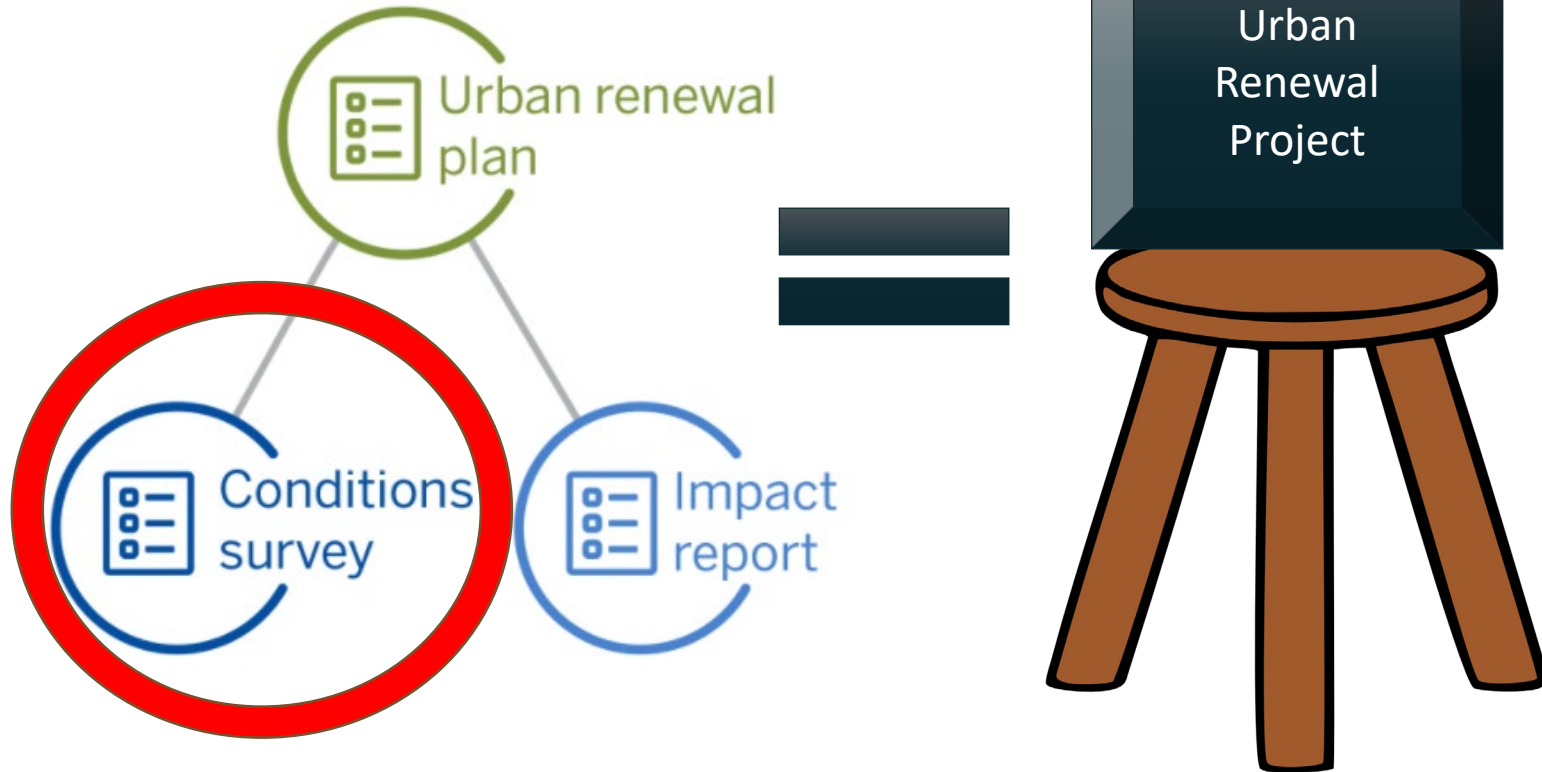 Urban renewal
plan
Conditions
survey
Impact
report
Urban
Renewal
Project